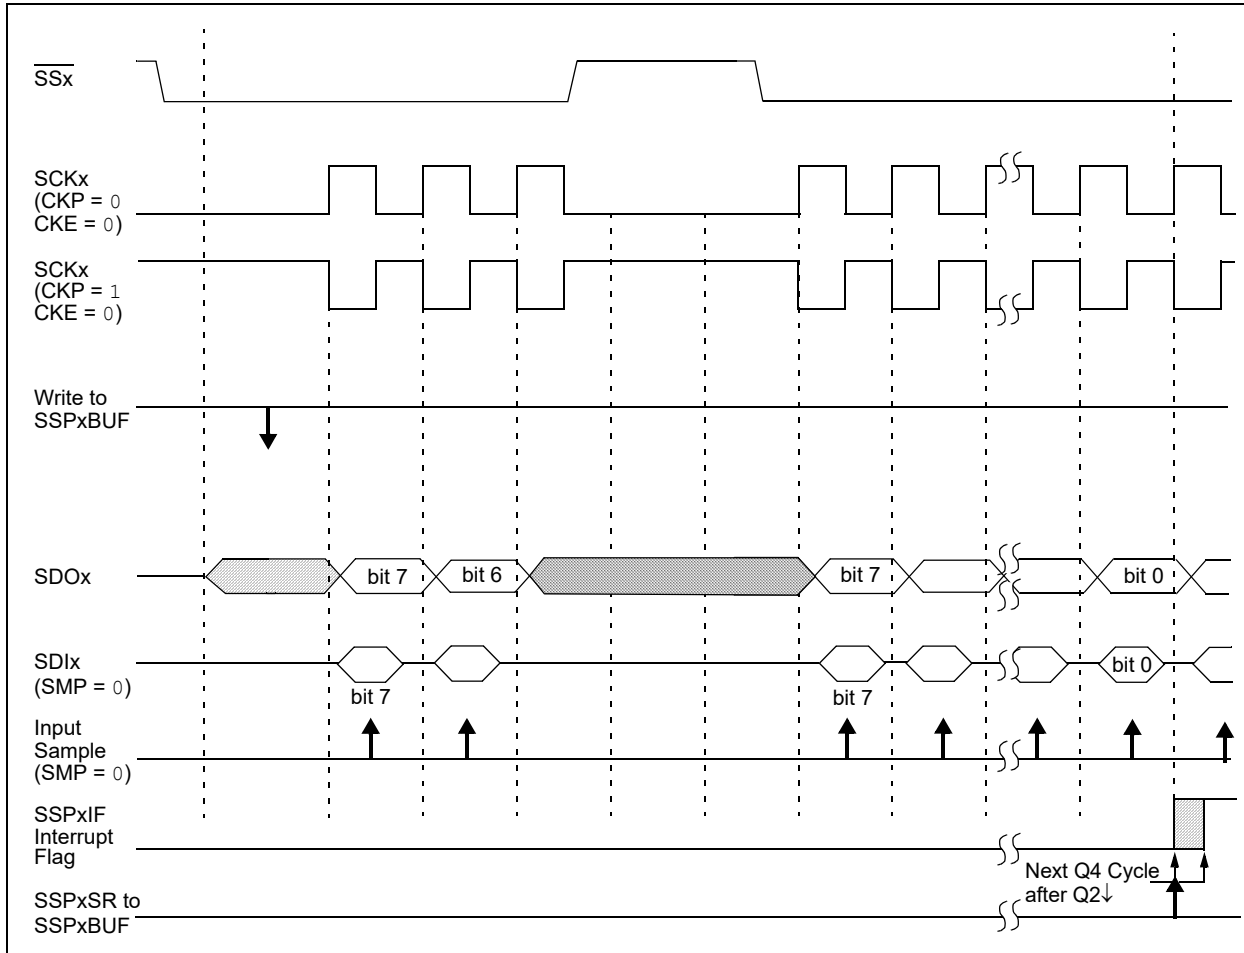 SSx
SCKx
(CKP = 0
CKE = 0)
SCKx
(CKP = 1
CKE = 0)
Write to
SSPxBUF
SDOx
bit 7
bit 6
bit 7
bit 0
SDIx
(SMP = 0)
bit 7
bit 7
bit 0
Input
Sample
(SMP = 0)
SSPxIF
Interrupt
Flag
Next Q4 Cycle
after Q2↓
SSPxSR to
SSPxBUF